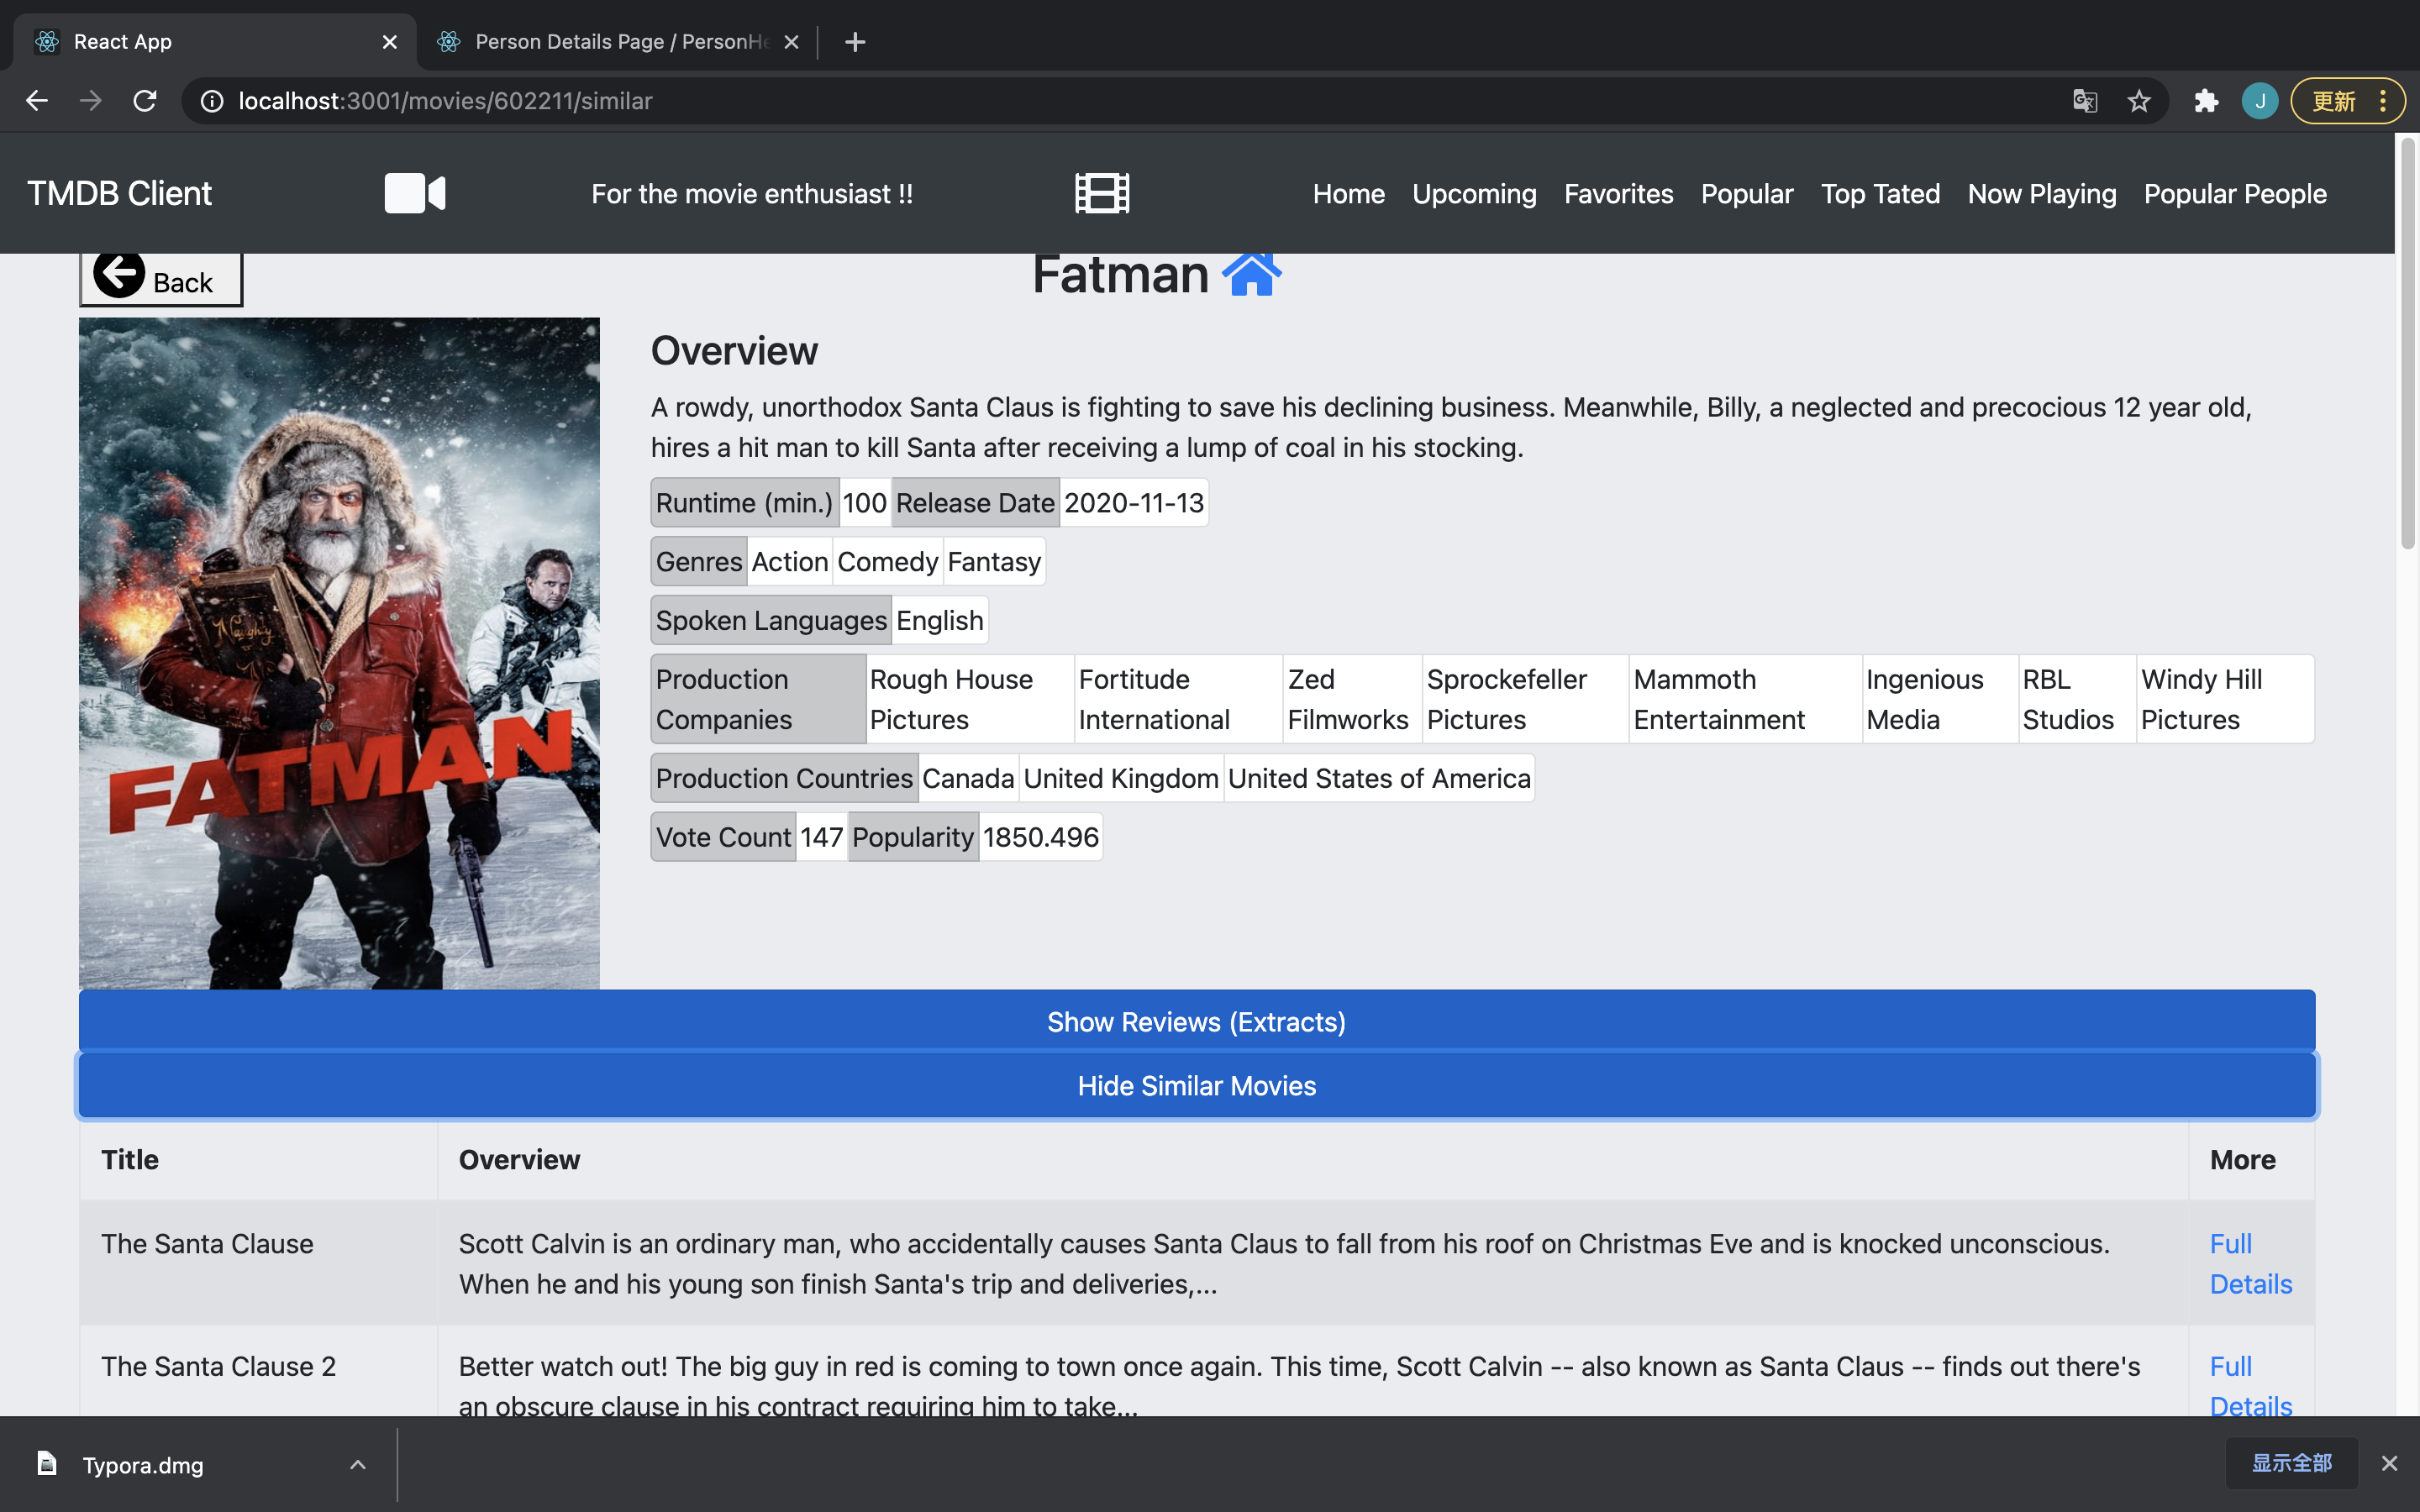 React App
Person Details Page / PersonHe
localhost:3001/movies/602211/similar
J
更新
TMDB Client
For the movie enthusiast !!
Home Upcoming Favorites Popular Top Tated Now Playing Popular People
Back
Fatman
Naughty
FATMAN
Overview
A rowdy, unorthodox Santa Claus is fighting to save his declining business. Meanwhile, Billy, a neglected and precocious 12 year old,
hires a hit man to kill Santa after receiving a lump of coal in his stocking.
Runtime (min.) 100 Release Date 2020-11-13
Genres Action Comedy Fantasy
Spoken Languages English
Production Companies Rough House Pictures Fortitude International Zed Filmworks Sprockefeller Pictures Mammoth Entertainment Ingenious Media RBL Studios Windy Hill Pictures
Production Countries Canada United Kingdom United States of America
Vote Count 147 Popularity 1850.496
Show Reviews (Extracts)
Hide Similar Movies
Title Overview More
The Santa Clause
Scott Calvin is an ordinary man, who accidentally causes Santa Claus to fall from his roof on Christmas Eve and is knocked unconscious.
When he and his young son finish Santa's trip and deliveries,...
Full
Details
The Santa Clause 2
Better watch out! The big guy in red is coming to town once again. This time, Scott Calvin -- also known as Santa Claus -- finds out there's
an obscure clause in his contract requiring him to take...
Full
Details
Typora.dmg
显示全部